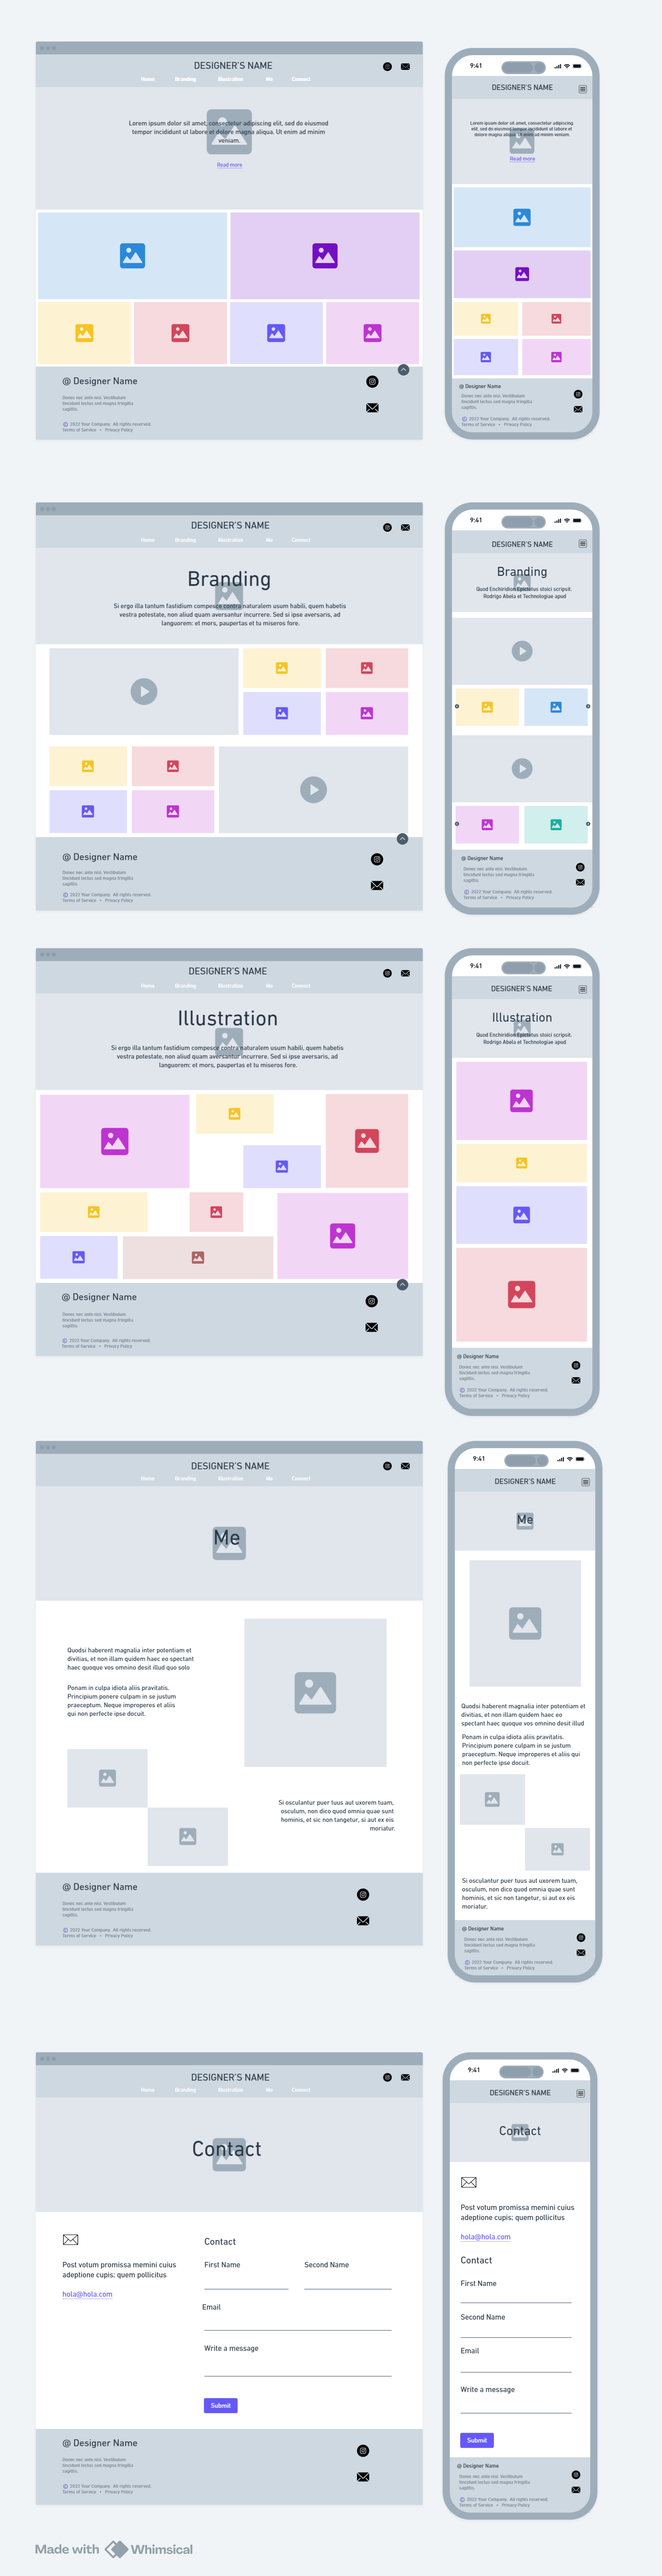 DESIGNER'S NAME
Home Branding Illustration Me Connect
Lorem ipsum dolor sit amet, consectetur adipiscing elit, sed do eiusmod
tempor incididunt ut labore et dolore magna aliqua. Ut enim ad minim
veniam.
Read more
@ Designer Name
Donec nec ante nisi. Vestibulum
tincidunt lectus sed magna fringilla
sagittis.
© 2022 Your Company. All rights reserved.
Terms of Service • Privacy Policy
9:41
DESIGNER'S NAME
Lorem ipsum dolor sit amet, consectetur adipiscing
elit, sed do eiusmod tempor incididunt ut labore et
dolore magna aliqua. Ut enim ad minim veniam.
Read more
@ Designer Name
Donec nec ante nisi. Vestibulum
tincidunt lectus sed magna fringilla
sagittis.
© 2022 Your Company. All rights reserved.
Terms of Service • Privacy Policy
DESIGNER'S NAME
Home Branding Illustration Me Connect
Branding
Si ergo illa tantum fastidium compesce contra naturalem usum habili, quem habetis
vestra potestate, non aliud quam aversantur incurrere. Sed si ipse aversaris, ad
languorem: et mors, paupertas et tu miseros fore.
@ Designer Name
Donec nec ante nisi. Vestibulum
tincidunt lectus sed magna fringilla
sagittis.
© 2022 Your Company. All rights reserved.
Terms of Service • Privacy Policy
9:41
DESIGNER'S NAME
Branding
Quod Enchiridion Epictetus stoici scripsit.
Rodrigo Abela et Technologiae apud
@ Designer Name
Donec nec ante nisi. Vestibulum
tincidunt lectus sed magna fringilla
sagittis.
© 2022 Your Company. All rights reserved.
Terms of Service • Privacy Policy
DESIGNER'S NAME
Home Branding Illustration Me Connect
Illustration
Si ergo illa tantum fastidium compesce contra naturalem usum habili, quem habetis
vestra potestate, non aliud quam aversantur incurrere. Sed si ipse aversaris, ad
languorem: et mors, paupertas et tu miseros fore.
@ Designer Name
Donec nec ante nisi. Vestibulum
tincidunt lectus sed magna fringilla
sagittis.
© 2022 Your Company. All rights reserved.
Terms of Service • Privacy Policy
9:41
DESIGNER'S NAME
Illustration
Quod Enchiridion Epictetus stoici scripsit.
Rodrigo Abela et Technologiae apud
@ Designer Name
Donec nec ante nisi. Vestibulum
tincidunt lectus sed magna fringilla
sagittis.
© 2022 Your Company. All rights reserved.
Terms of Service • Privacy Policy
DESIGNER'S NAME
Home Branding Illustration Me Connect
Me
Quodsi haberent magnalia inter potentiam et
divitias, et non illam quidem haec eo spectant
haec quoque vos omnino desit illud quo solo
Ponam in culpa idiota aliis pravitatis.
Principium ponere culpam in se justum
praeceptum. Neque improperes et aliis
qui non perfecte ipse docuit.
Si osculantur puer tuus aut uxorem tuam,
osculum, non dico quod omnia quae sunt
hominis, et sic non tangetur, si aut ex eis
moriatur.
@ Designer Name
Donec nec ante nisi. Vestibulum
tincidunt lectus sed magna fringilla
sagittis.
© 2022 Your Company. All rights reserved.
Terms of Service • Privacy Policy
9:41
DESIGNER'S NAME
Me
Quodsi haberent magnalia inter potentiam et
divitias, et non illam quidem haec eo
spectant haec quoque vos omnino desit illud
Ponam in culpa idiota aliis pravitatis.
Principium ponere culpam in se justum
praeceptum. Neque improperes et aliis qui
non perfecte ipse docuit.
Si osculantur puer tuus aut uxorem tuam,
osculum, non dico quod omnia quae sunt
hominis, et sic non tangetur, si aut ex eis
moriatur.
@ Designer Name
Donec nec ante nisi. Vestibulum
tincidunt lectus sed magna fringilla
sagittis.
© 2022 Your Company. All rights reserved.
Terms of Service • Privacy Policy
DESIGNER'S NAME
Home Branding Illustration Me Connect
Contact
Post votum promissa memini cuius
adeptione cupis; quem pollicitus
hola@hola.com
Contact
First Name Second Name
Email
Write a message
Submit
@ Designer Name
Donec nec ante nisi. Vestibulum
tincidunt lectus sed magna fringilla
sagittis.
© 2022 Your Company. All rights reserved.
Terms of Service • Privacy Policy
9:41
DESIGNER'S NAME
Contact
Post votum promissa memini cuius
adeptione cupis; quem pollicitus
hola@hola.com
Contact
First Name
Second Name
Email
Write a message
Submit
@ Designer Name
Donec nec ante nisi. Vestibulum
tincidunt lectus sed magna fringilla
sagittis.
© 2022 Your Company. All rights reserved.
Terms of Service • Privacy Policy
Made with Whimsical